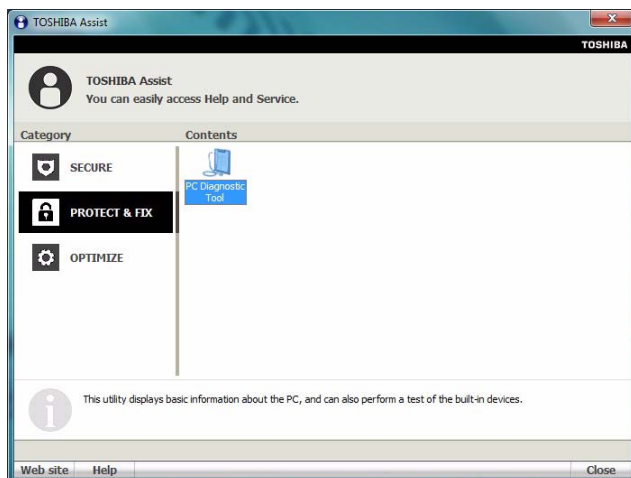 TOSHIBA Assist
TOSHIBA
TOSHIBA Assist
You can easily access Help and Service.
Category
Contents
SECURE
PROTECT & FIX
OPTIMIZE
PC Diagnostic
Tool
This utility displays basic information about the PC, and can also perform a test of the built-in devices.
Web site
Help
Close